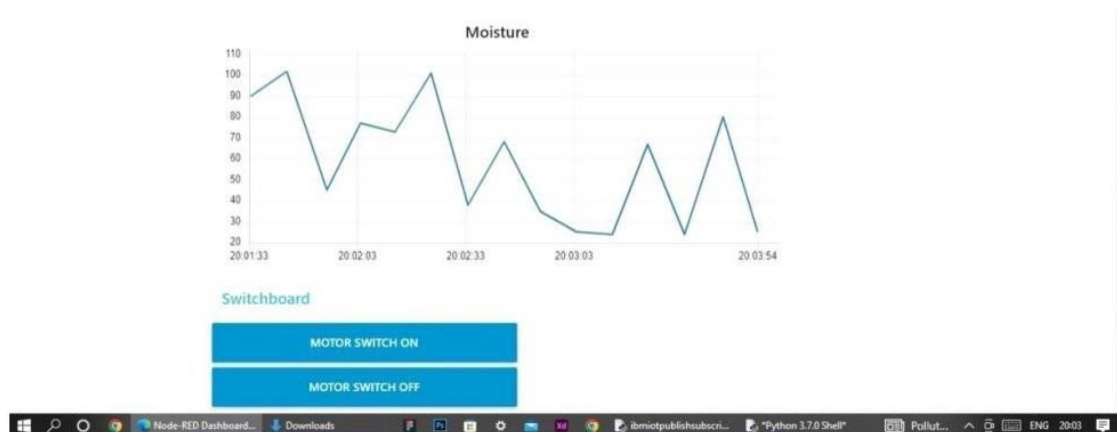 Moisture
110
100
90
80
70
60
50
40
30
20
20:01:33 20:02:03 20:02:33 20:03:03 20:03:54
Switchboard
MOTOR SWITCH ON
MOTOR SWITCH OFF
Node-RED Dashboard... Downloads Ps Xd ibmiotpublishsubscri... *Python 3.7.0 Shell* Pollut... ENG 20:03